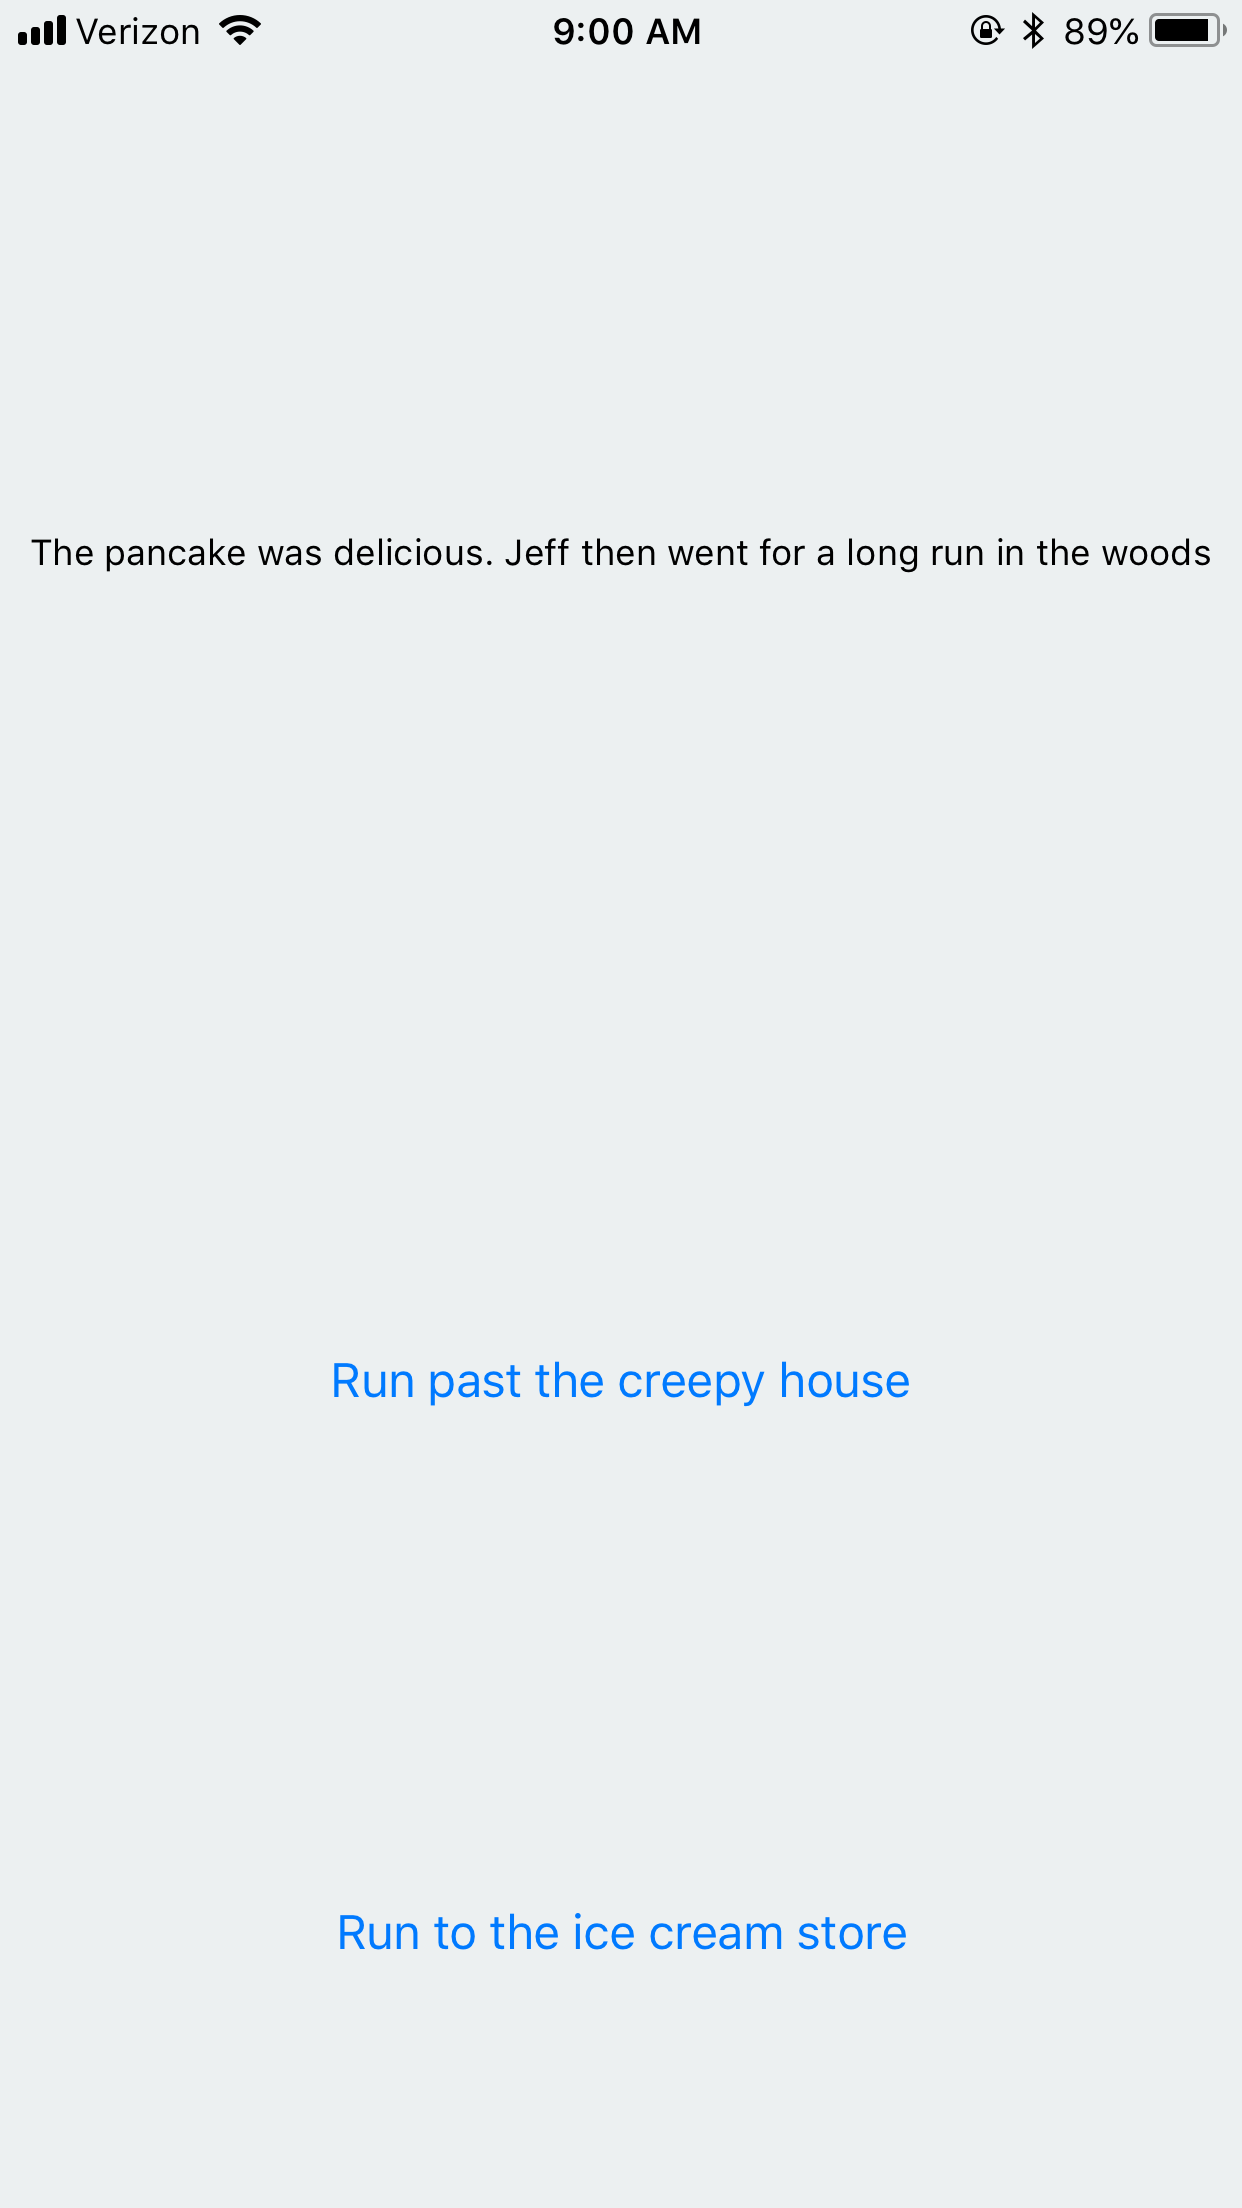 Verizon 9:00 AM 89%
The pancake was delicious. Jeff then went for a long run in the woods
Run past the creepy house
Run to the ice cream store